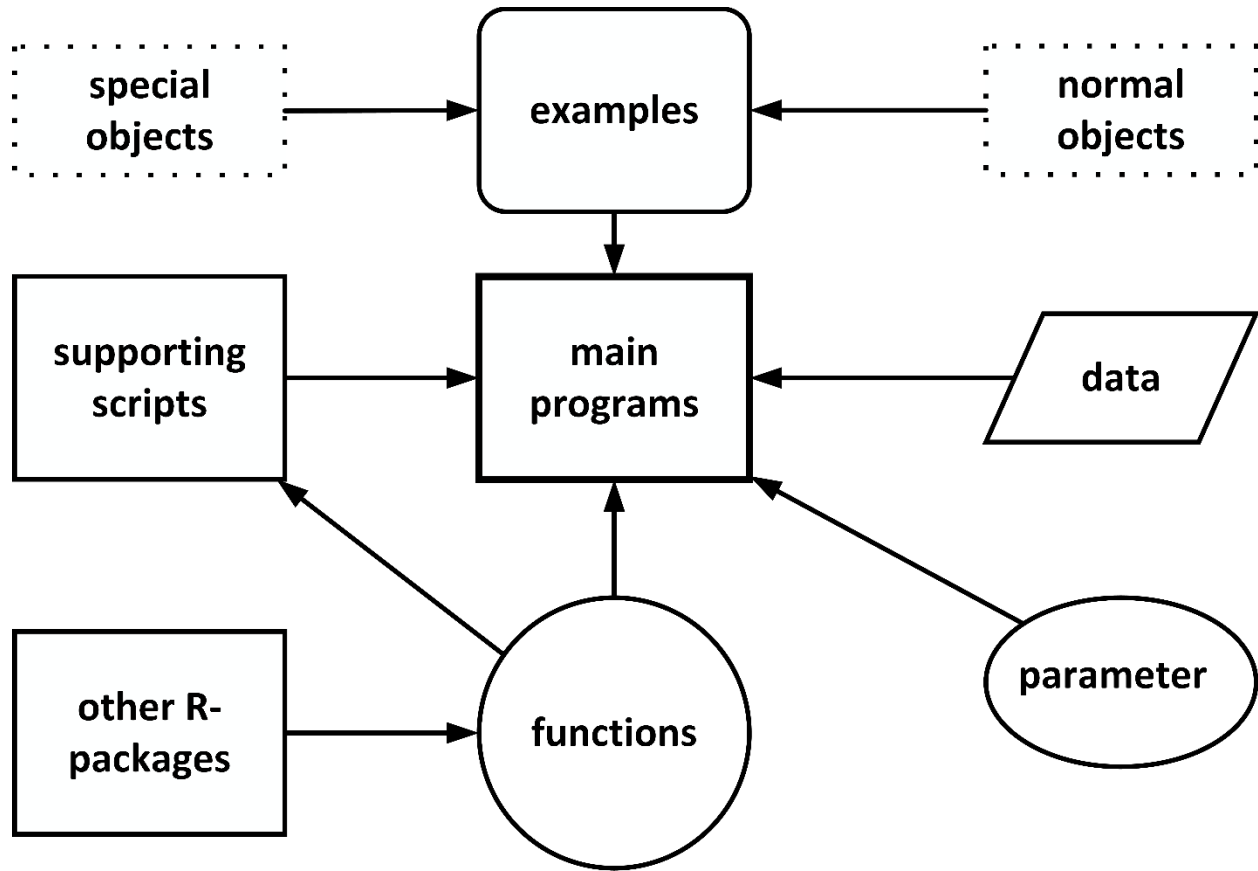 special
objects
examples
normal
objects
supporting
scripts
main
programs
data
other R-
packages
functions
parameter